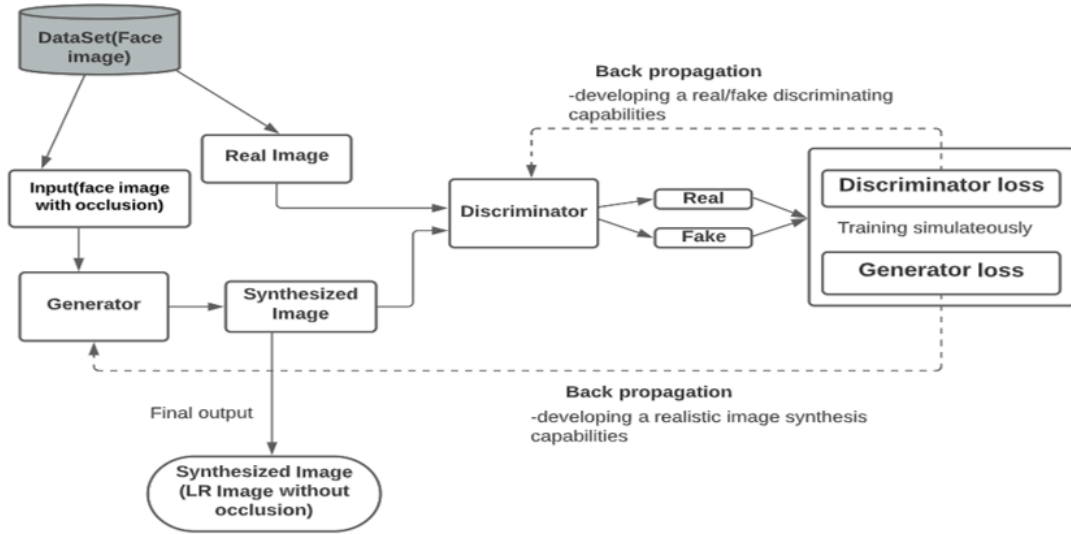 DataSet(Face
image)
Back propagation
-developing a real/fake discriminating
capabilities
Real Image
Input(face image
with occlusion)
Discriminator
Real
Fake
Discriminator loss
Training simulateously
Generator loss
Generator
Synthesized
Image
Back propagation
-developing a realistic image synthesis
capabilities
Final output
Synthesized Image
(LR Image without
occlusion)